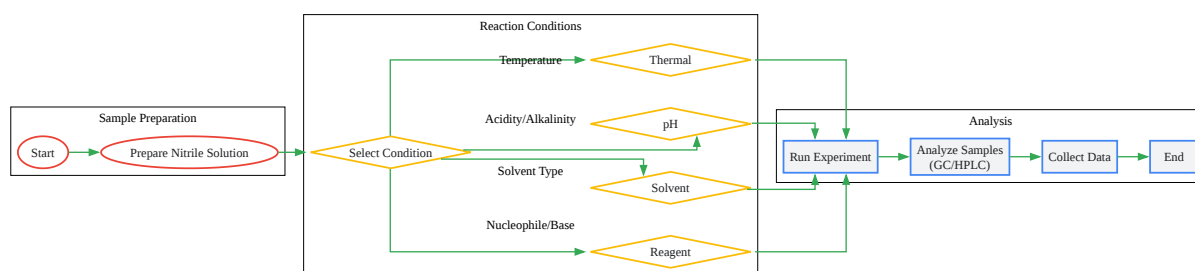 Sample Preparation
Start
Prepare Nitrile Solution
Reaction Conditions
Select Condition
Temperature
Thermal
Acidity/Alkalinity
pH
Solvent Type
Solvent
Nucleophile/Base
Reagent
Analysis
Run Experiment
Analyze Samples
(GC/HPLC)
Collect Data
End